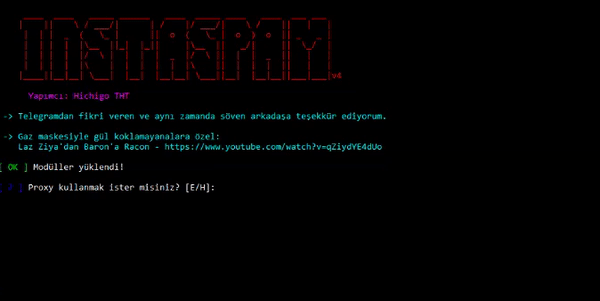 INSTASPAM
v4
Yapımcı: Hichigo THT
-> Telegramdan fikri veren ve aynı zamanda söven arkadaşa teşekkür ediyorum.
-> Gaz maskesiyle gül koklamayanalara özel:
Laz Ziya'dan Baron'a Racon - https://www.youtube.com/watch?v=qZiydYE4dUo
[ OK ] Modüller yüklendi!
[ ? ] Proxy kullanmak ister misiniz? [E/H]: